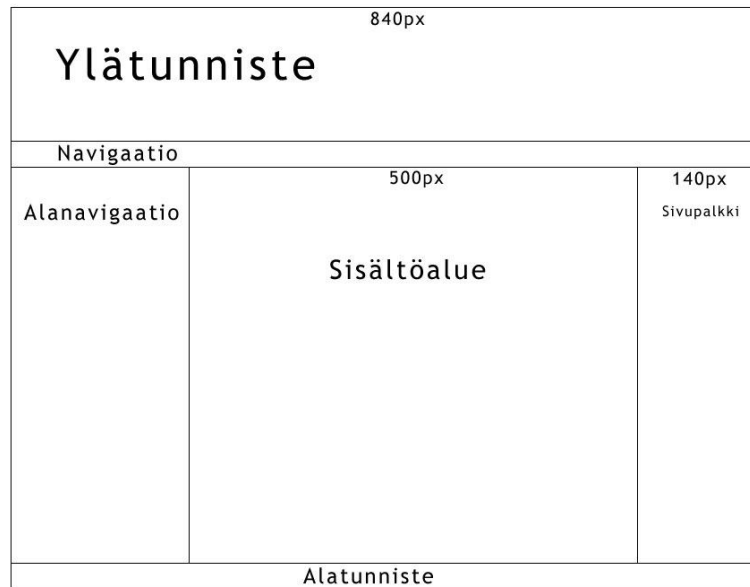 840px
Ylätunniste
Navigaatio
500px
140px
Alanavigaatio
Sivupalkki
Sisältöalue
Alatunniste